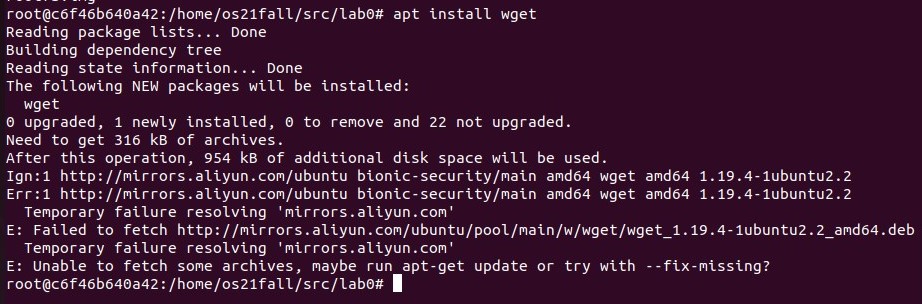 root@c6f46b640a42:/home/os21fall/src/lab0# apt install wget
Reading package lists... Done
Building dependency tree
Reading state information... Done
The following NEW packages will be installed:
  wget
0 upgraded, 1 newly installed, 0 to remove and 22 not upgraded.
Need to get 316 kB of archives.
After this operation, 954 kB of additional disk space will be used.
Ign:1 http://mirrors.aliyun.com/ubuntu bionic-security/main amd64 wget amd64 1.19.4-1ubuntu2.2
Err:1 http://mirrors.aliyun.com/ubuntu bionic-security/main amd64 wget amd64 1.19.4-1ubuntu2.2
  Temporary failure resolving 'mirrors.aliyun.com'
E: Failed to fetch http://mirrors.aliyun.com/ubuntu/pool/main/w/wget/wget_1.19.4-1ubuntu2.2_amd64.deb
  Temporary failure resolving 'mirrors.aliyun.com'
E: Unable to fetch some archives, maybe run apt-get update or try with --fix-missing?
root@c6f46b640a42:/home/os21fall/src/lab0#